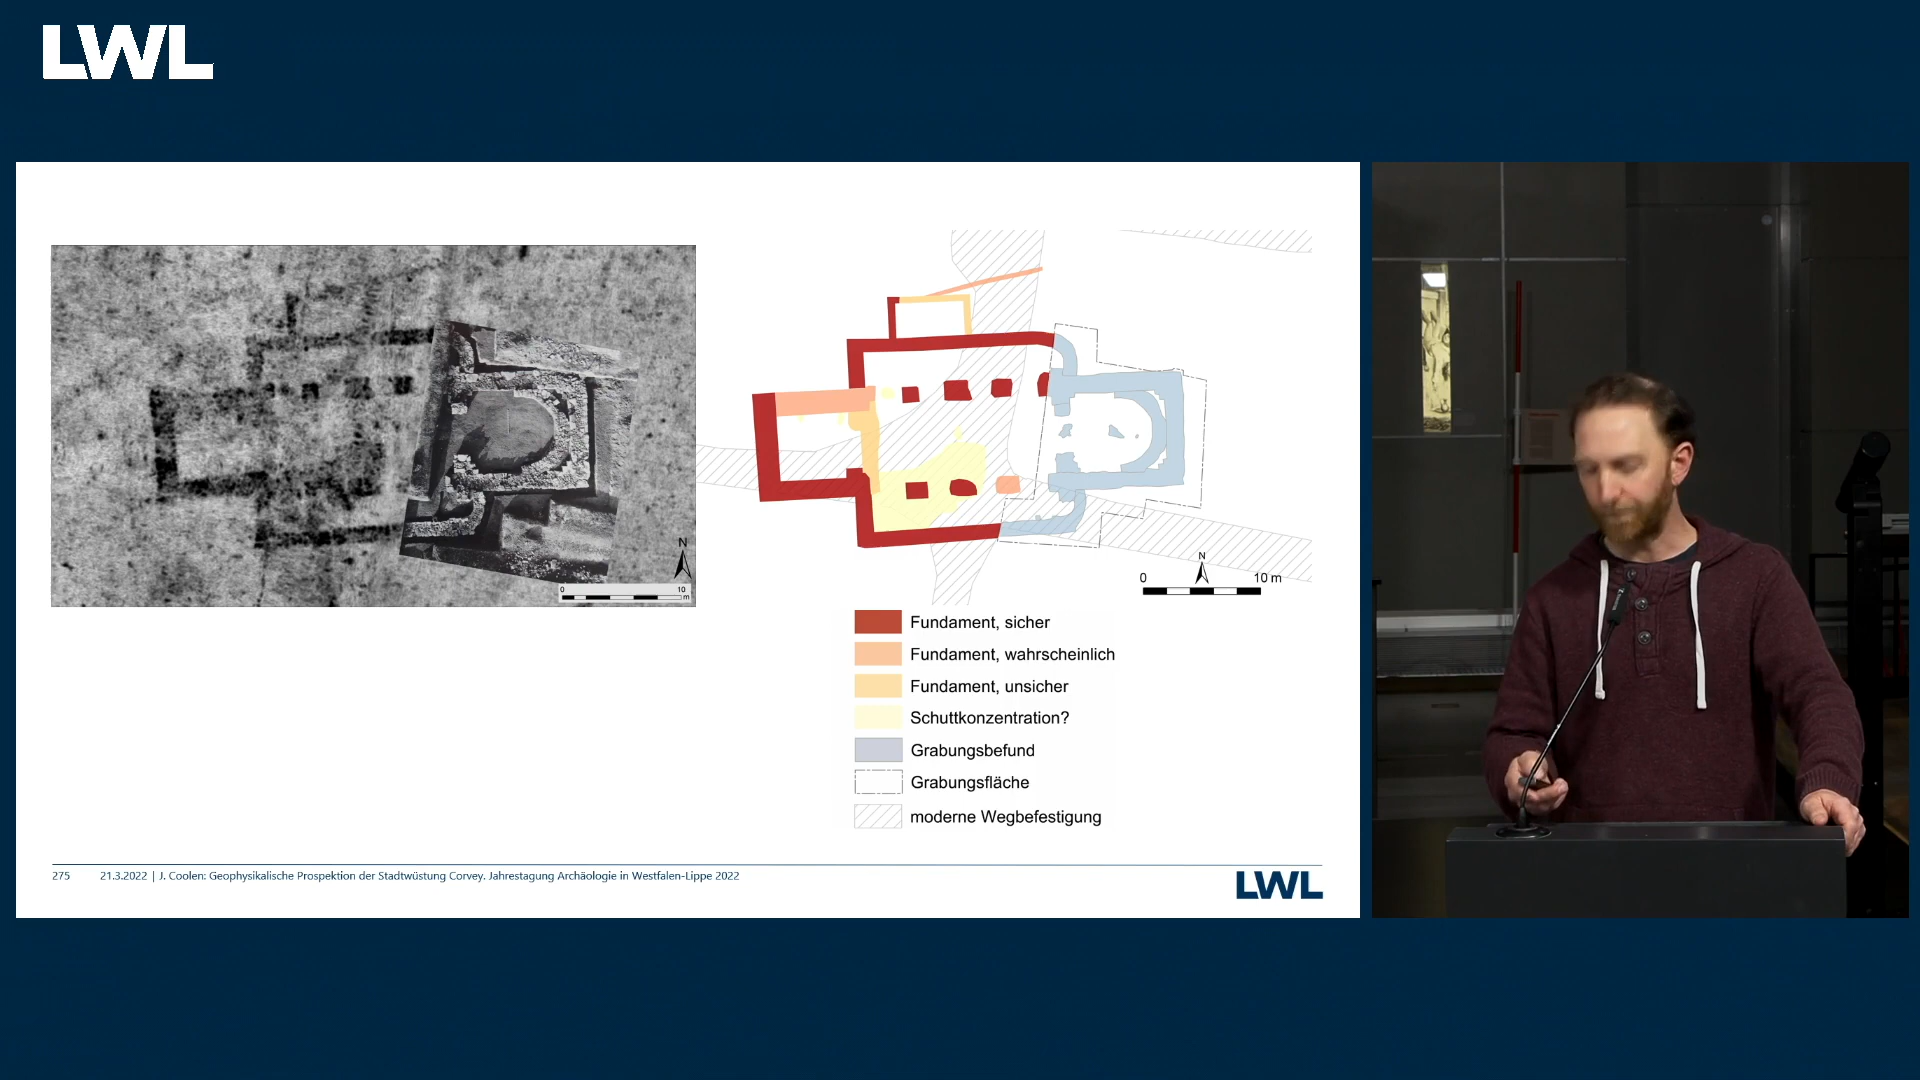 LWL
N
0 10
m
N
0 10 m
Fundament, sicher
Fundament, wahrscheinlich
Fundament, unsicher
Schuttkonzentration?
Grabungsbefund
Grabungsfläche
moderne Wegbefestigung
275 21.3.2022 | J. Coolen: Geophysikalische Prospektion der Stadtwüstung Corvey. Jahrestagung Archäologie in Westfalen-Lippe 2022
LWL